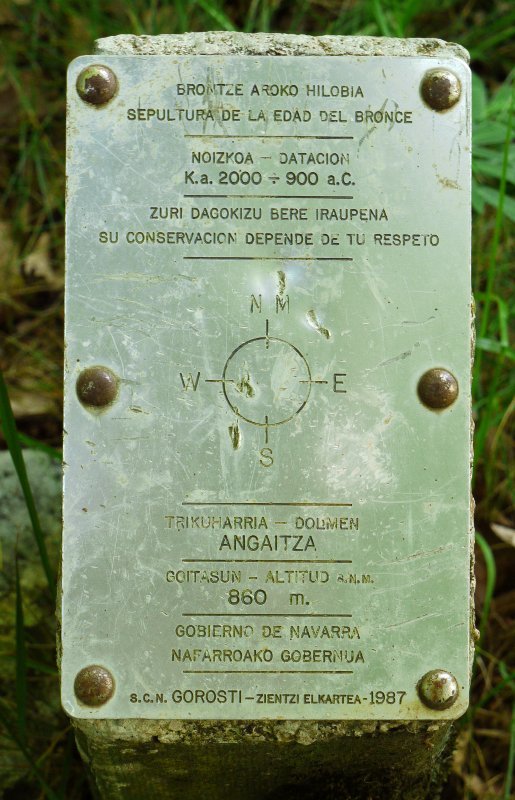 BRONTZE AROKO HILOBIA
SEPULTURA DE LA EDAD DEL BRONCE
NOIZKOA - DATACION
K.a. 2000 ÷ 900 a.C.
ZURI DAGOKIZU BERE IRAUPENA
SU CONSERVACION DEPENDE DE TU RESPETO
N M
W E
S
TRIKUHARRIA - DOLMEN
ANGAITZA
GOITASUN - ALTITUD s.n.m.
860 m.
GOBIERNO DE NAVARRA
NAFARROAKO GOBERNUA
S.C.N. GOROSTI - ZIENTZI ELKARTEA - 1987